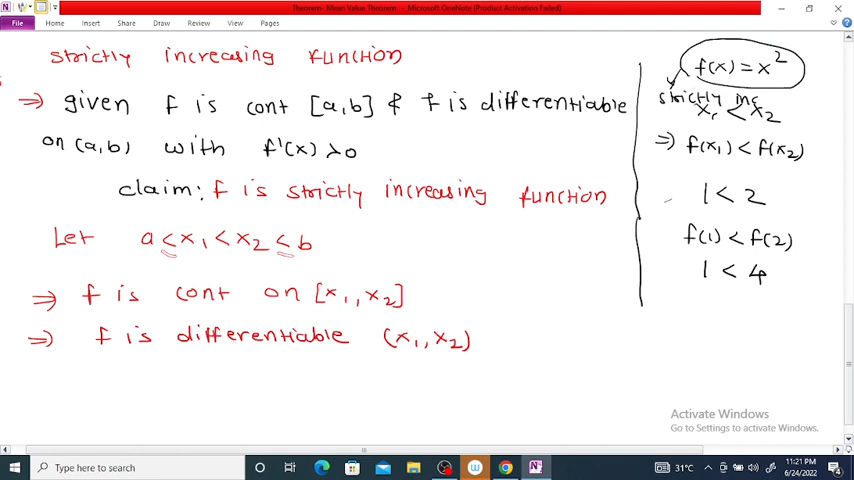 Theorem- Mean Value Theorem - Microsoft OneNote (Product Activation Failed)
File Home Insert Share Draw Review View Pages
strictly increasing function
⇒ given f is cont [a,b] & f is differentiable
on (a,b) with f'(x) >0
claim: f is strictly increasing function
Let a ≤ x₁ < x₂ ≤ b
⇒ f is cont on [x₁, x₂]
⇒ f is differentiable (x₁, x₂)
f(x) = x²
strictly inc
x₁ < x₂
⇒ f(x₁) < f(x₂)
1 < 2
f(1) < f(2)
1 < 4
Activate Windows
Go to Settings to activate Windows.
Type here to search
31°C
11:21 PM
6/24/2022
4